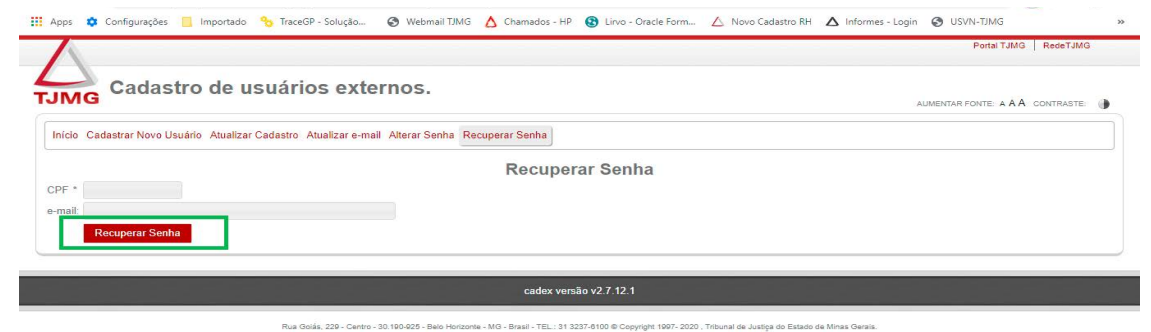 Apps Configurações Importado TraceGP - Solução... Webmail TJMG Chamados - HP Lirvo - Oracle Form... Novo Cadastro RH Informes - Login USVN-TJMG »
Portal TJMG | RedeTJMG
TJMG Cadastro de usuários externos.
AUMENTAR FONTE: A A A CONTRASTE:
Início Cadastrar Novo Usuário Atualizar Cadastro Atualizar e-mail Alterar Senha Recuperar Senha
Recuperar Senha
CPF *
e-mail:
Recuperar Senha
cadex versão v2.7.12.1
Rua Goiás, 229 - Centro - 30.190-925 - Belo Horizonte - MG - Brasil - TEL.: 31 3237-6100 © Copyright 1997- 2020 , Tribunal de Justiça do Estado de Minas Gerais.